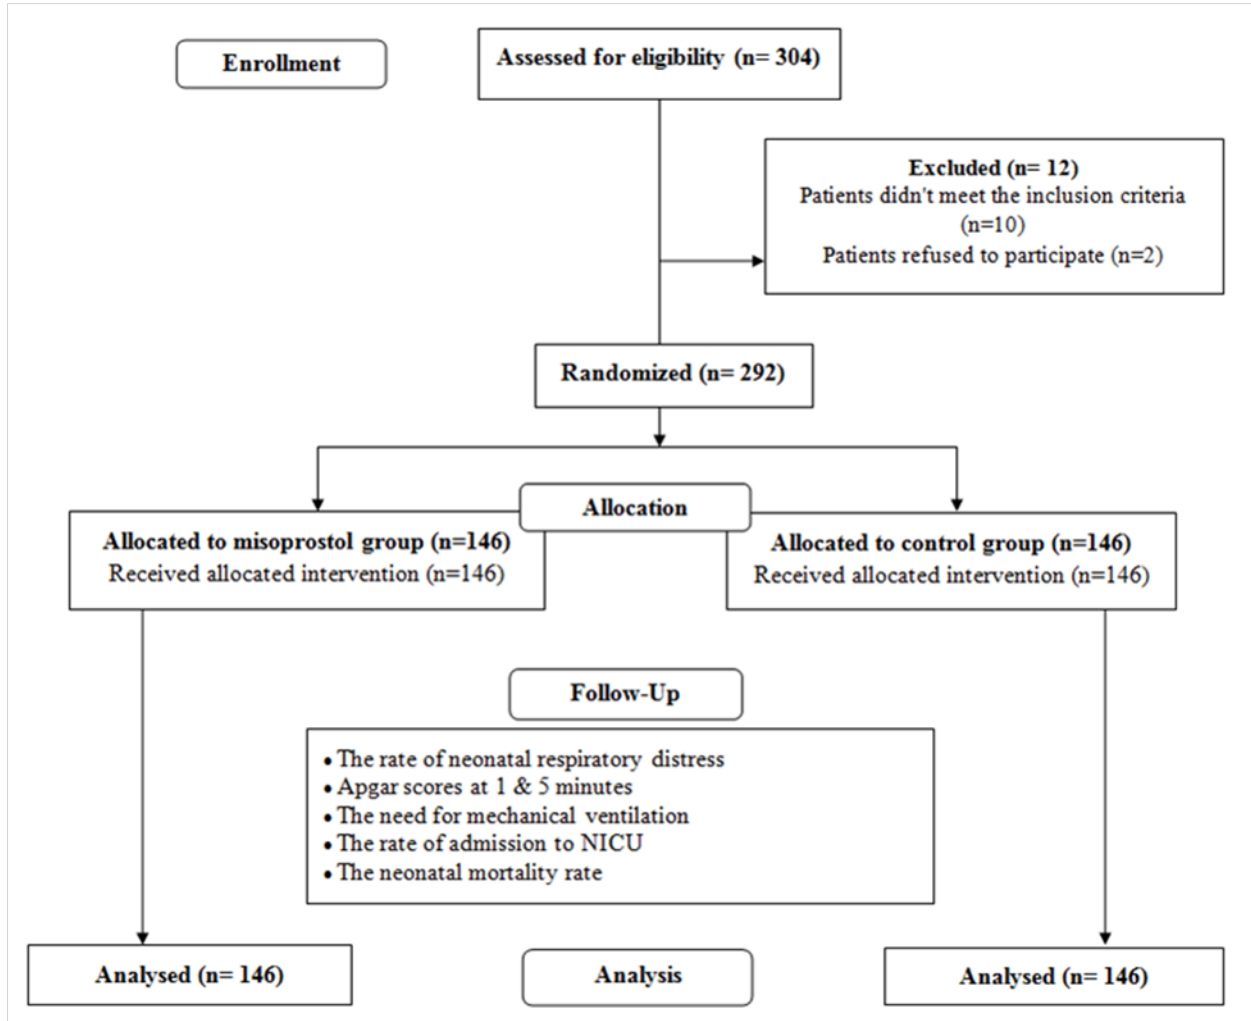 Enrollment
Assessed for eligibility (n= 304)
Excluded (n= 12)
Patients didn't meet the inclusion criteria
(n=10)
Patients refused to participate (n=2)
Randomized (n= 292)
Allocation
Allocated to misoprostol group (n=146)
Received allocated intervention (n=146)
Allocated to control group (n=146)
Received allocated intervention (n=146)
Follow-Up
• The rate of neonatal respiratory distress
• Apgar scores at 1 & 5 minutes
• The need for mechanical ventilation
• The rate of admission to NICU
• The neonatal mortality rate
Analysed (n= 146)
Analysis
Analysed (n= 146)